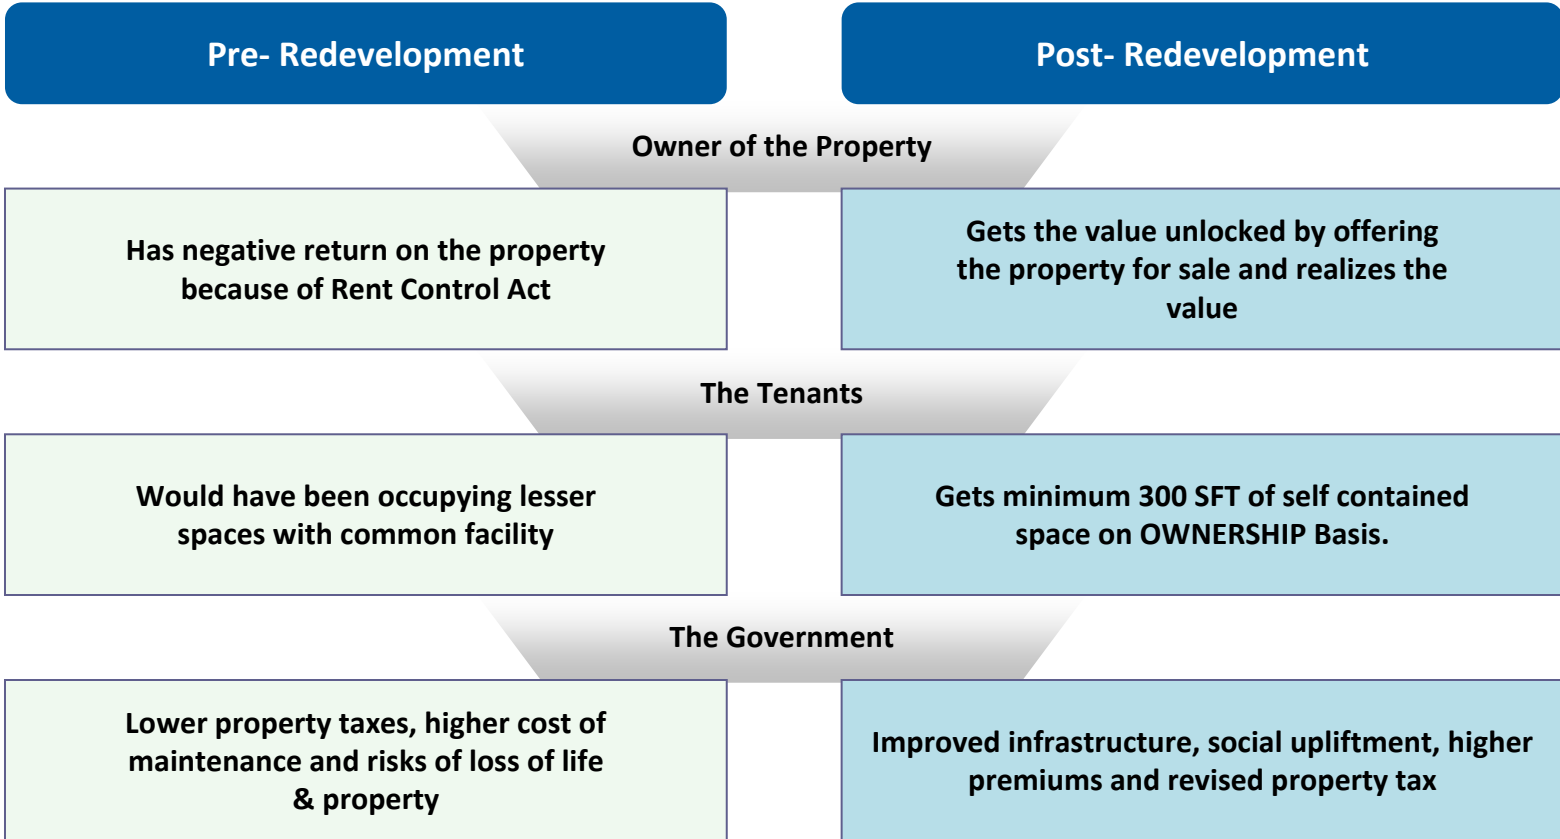 Pre- Redevelopment
Post- Redevelopment
Owner of the Property
Has negative return on the property
because of Rent Control Act
Gets the value unlocked by offering
the property for sale and realizes the
value
The Tenants
Would have been occupying lesser
spaces with common facility
Gets minimum 300 SFT of self contained
space on OWNERSHIP Basis.
The Government
Lower property taxes, higher cost of
maintenance and risks of loss of life
& property
Improved infrastructure, social upliftment, higher
premiums and revised property tax